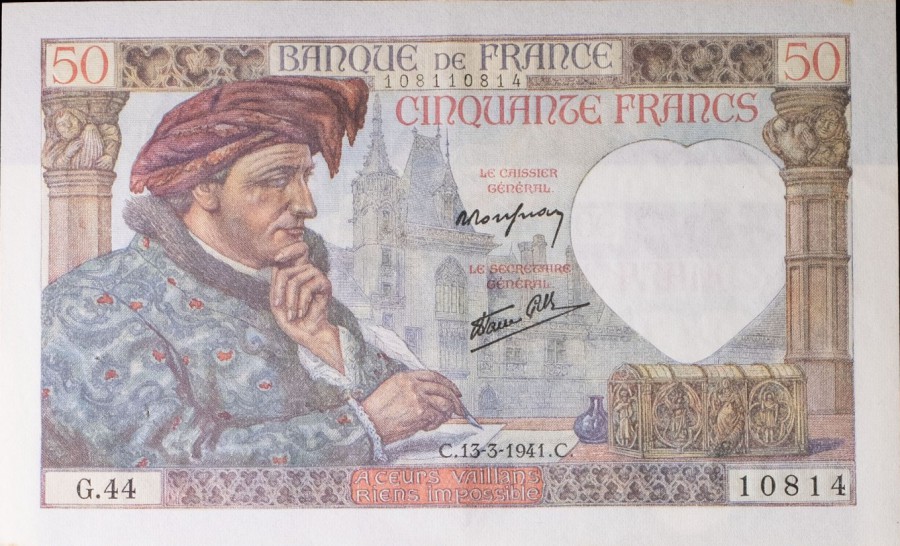 50
BANQUE DE FRANCE
50
108110814
CINQUANTE FRANCS
LE CAISSIER
GÉNÉRAL
LE SECRÉTAIRE
GÉNÉRAL
C.13-3-1941.C.
G.44
A CŒURS VAILLANS
RIENS IMPOSSIBLE
10814